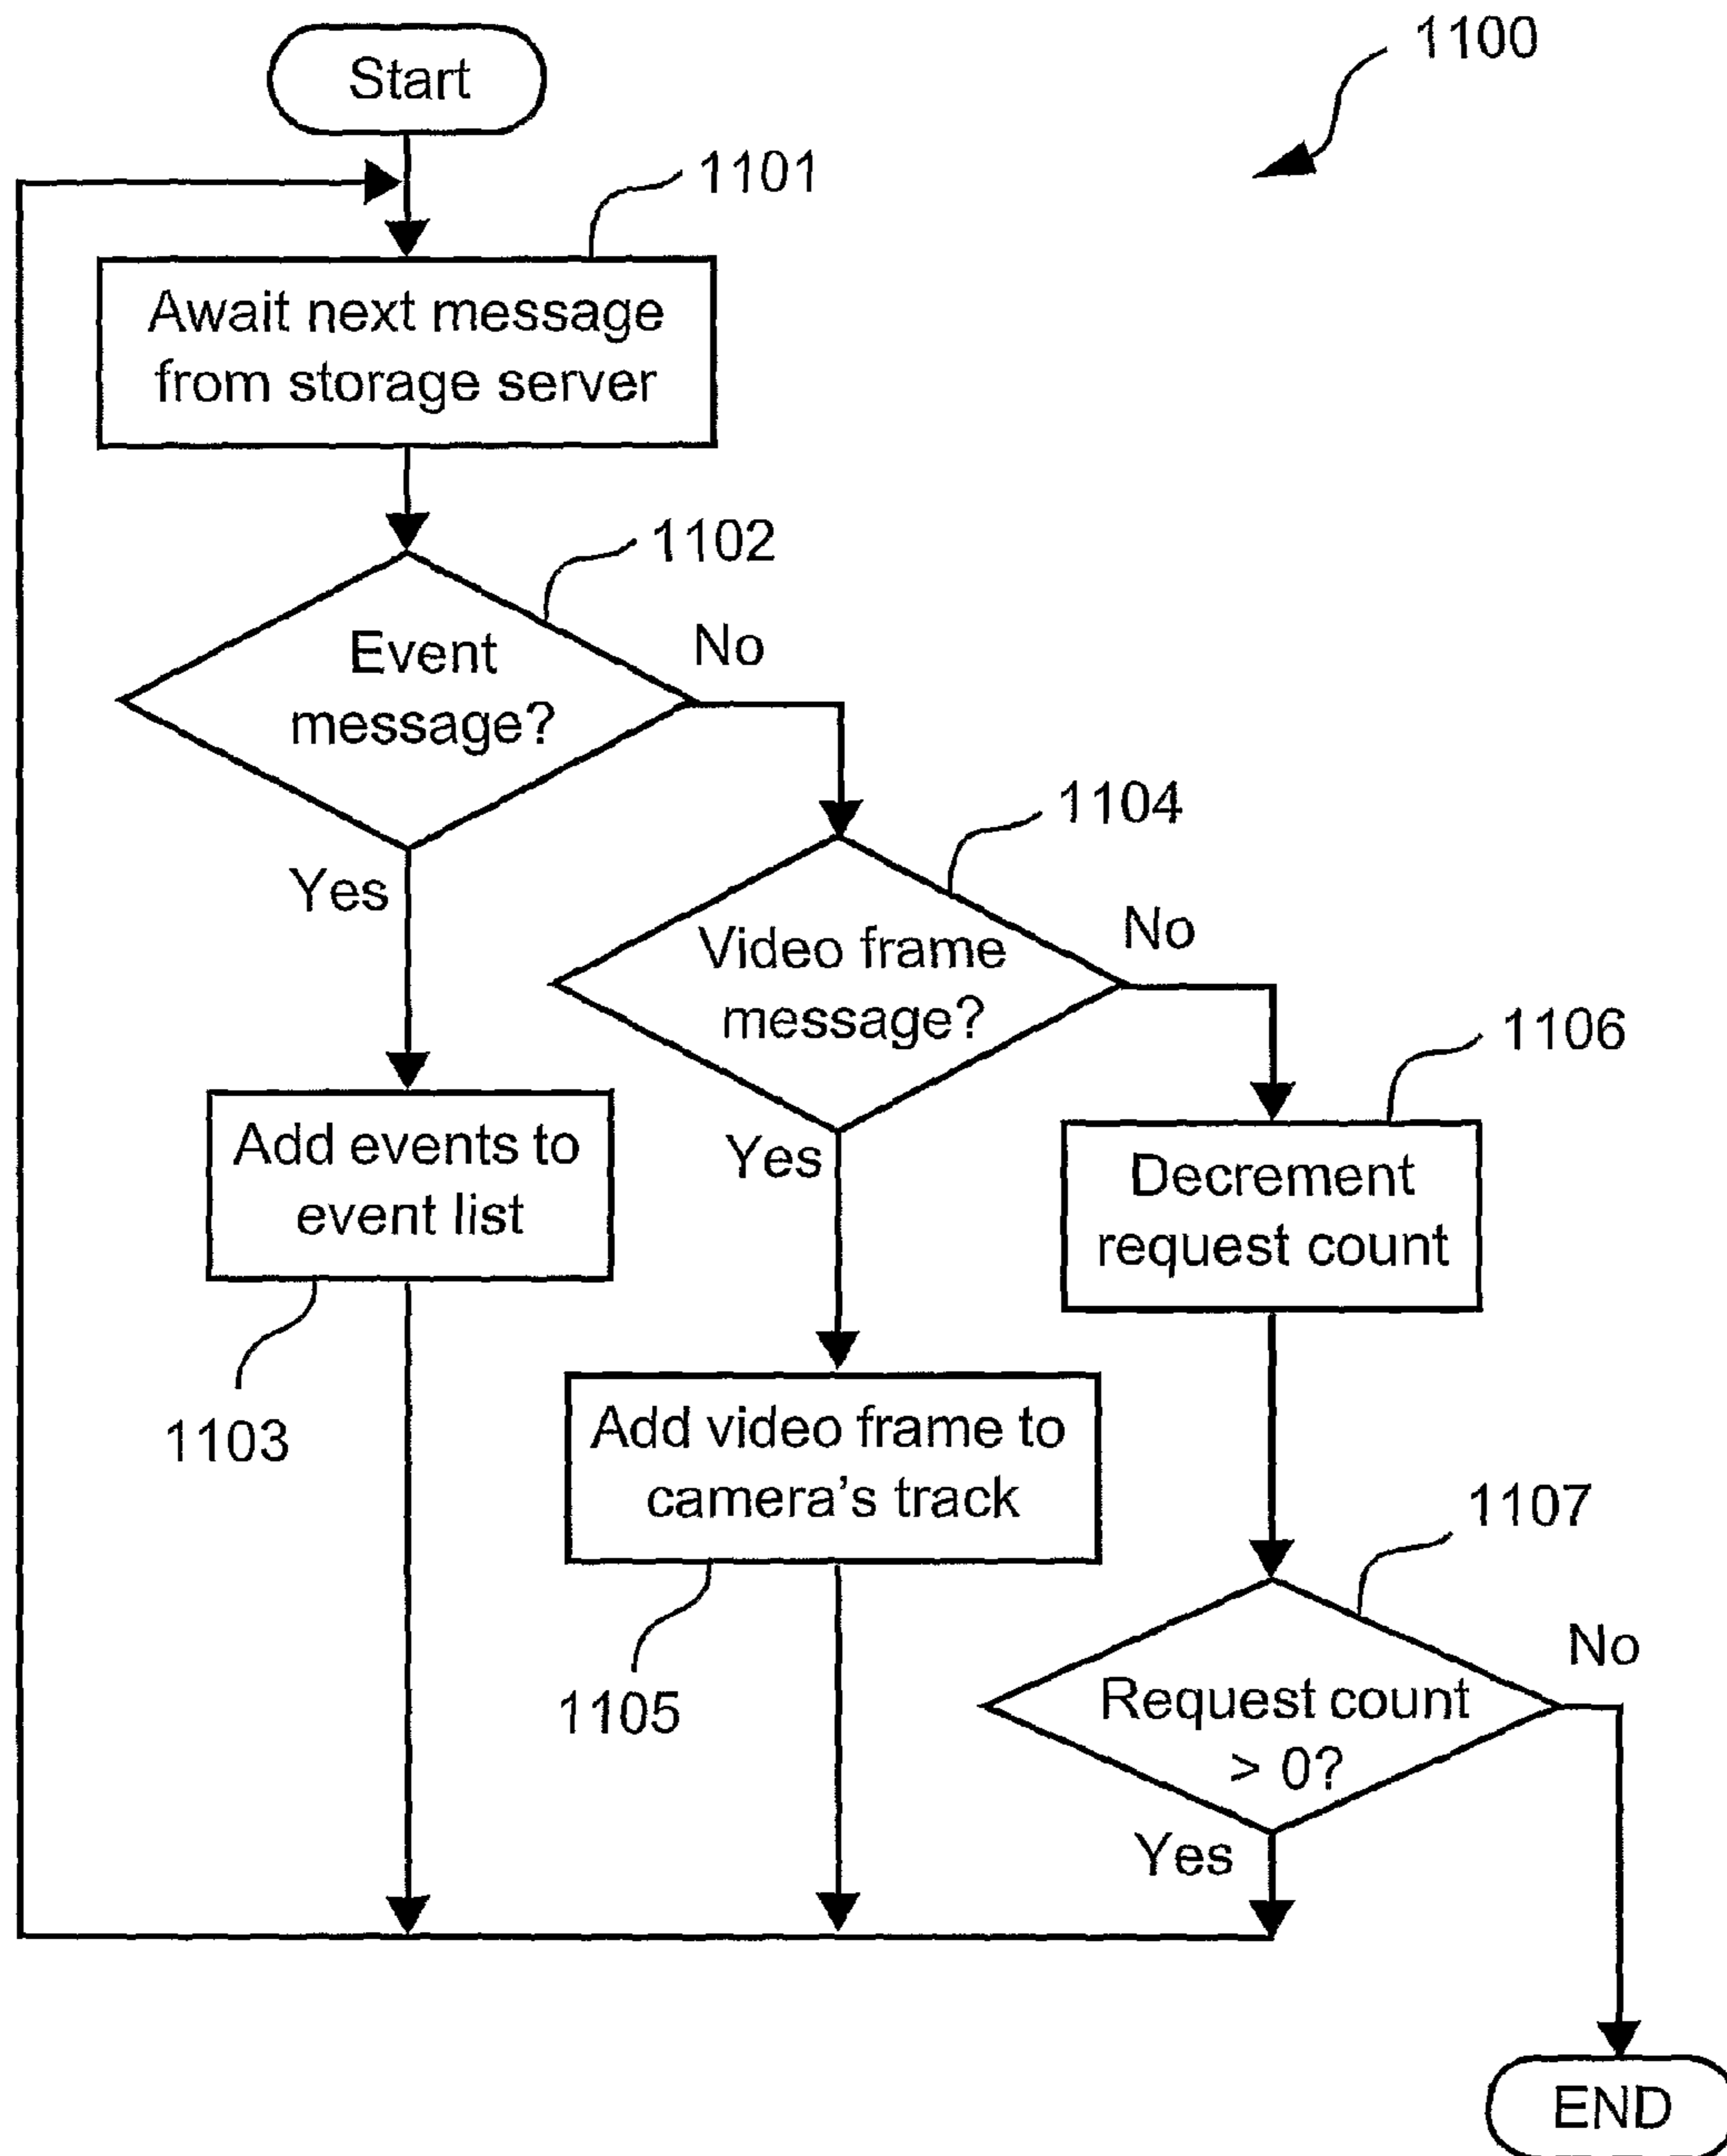 1100
Start
1101
Await next message
from storage server
1102
Event
message?
No
Yes
1104
Video frame
message?
No
Yes
1106
Add events to
event list
1103
Decrement
request count
Add video frame to
camera's track
1105
1107
Request count
> 0?
No
Yes
END